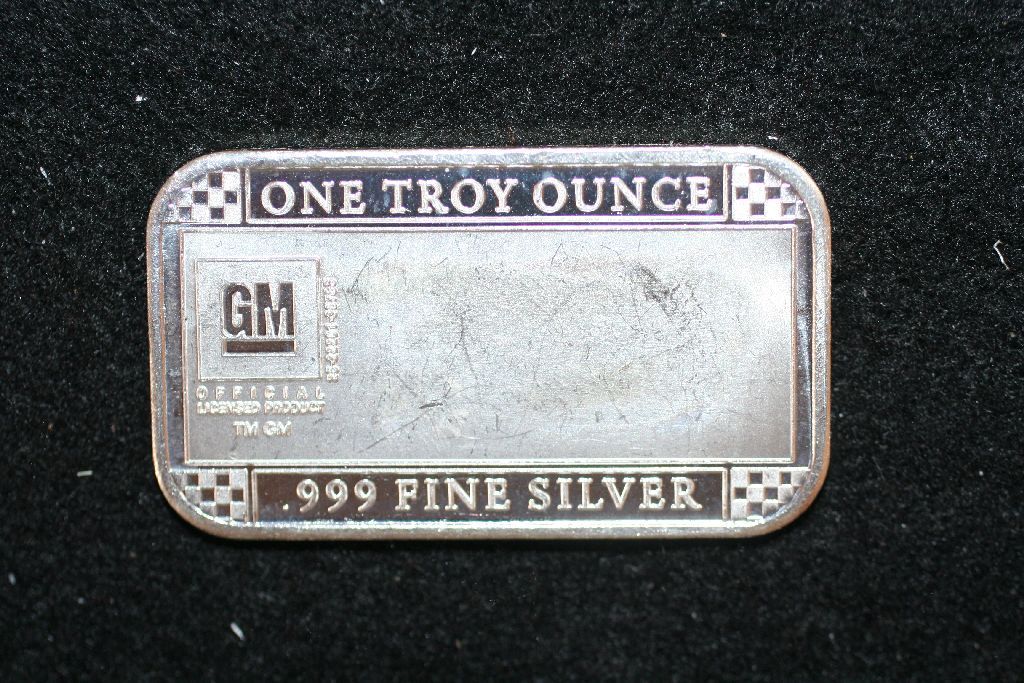 ONE TROY OUNCE
GM
OFFICIAL
LICENSED PRODUCT
TM GM
.999 FINE SILVER